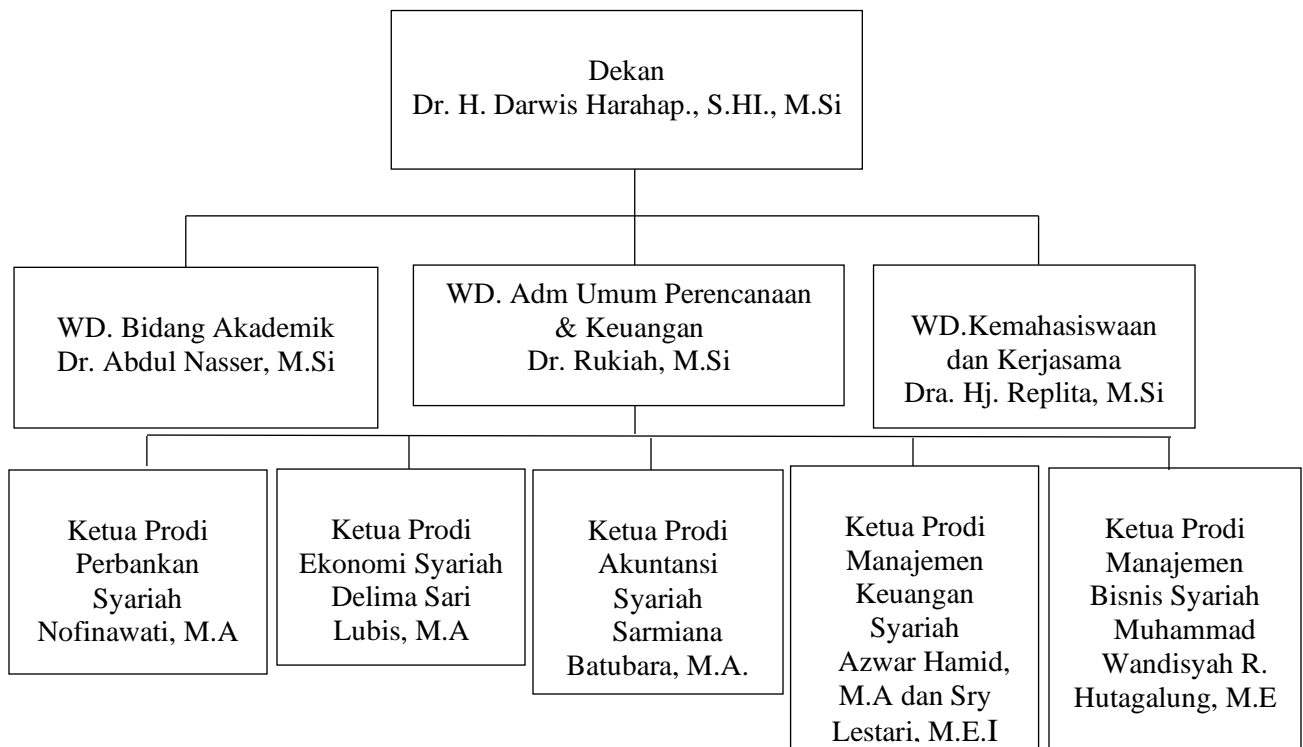 Dekan
Dr. H. Darwis Harahap., S.HI., M.Si
WD. Bidang Akademik
Dr. Abdul Nasser, M.Si
WD. Adm Umum Perencanaan
& Keuangan
Dr. Rukiah, M.Si
WD.Kemahasiswaan
dan Kerjasama
Dra. Hj. Replita, M.Si
Ketua Prodi
Perbankan
Syariah
Nofinawati, M.A
Ketua Prodi
Ekonomi Syariah
Delima Sari
Lubis, M.A
Ketua Prodi
Akuntansi
Syariah
Sarmiana
Batubara, M.A.
Ketua Prodi
Manajemen
Keuangan
Syariah
Azwar Hamid,
M.A dan Sry
Lestari, M.E.I
Ketua Prodi
Manajemen
Bisnis Syariah
Muhammad
Wandisyah R.
Hutagalung, M.E